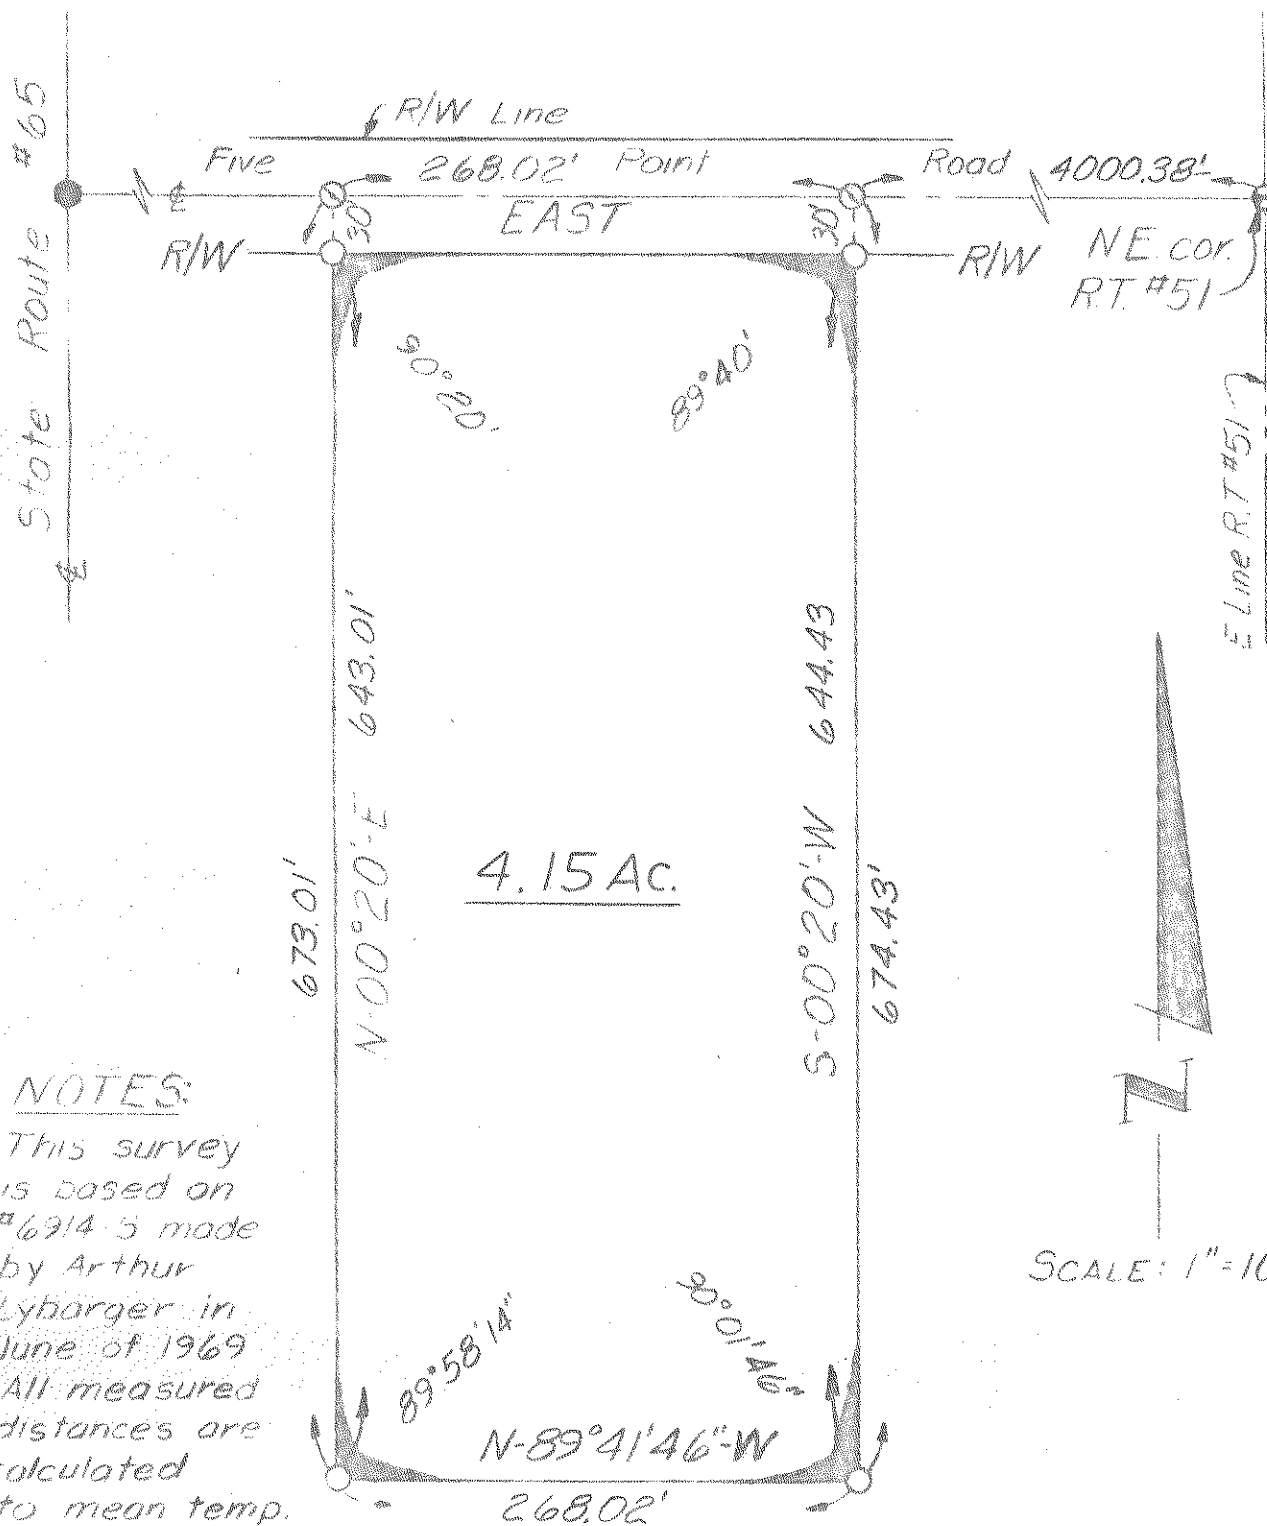 State Route #65
℄
R/W Line
Five 268.02' Point Road 4000.38'
℄
30'
EAST
30'
R/W
R/W
NE cor.
R.T. #51
E Line R.T #51
90°20'
89°40'
643.01'
644.43
673.01'
N-00°20'-E
4.15 Ac.
S-00°20'-W
674.43'
NOTES:
This survey
is based on
#6914-S made
by Arthur
Lybarger in
June of 1969
All measured
distances are
calculated
to mean temp.
Z
SCALE: 1"=10
89°58'14"
90°01'46"
N-89°41'46"-W
268.02'